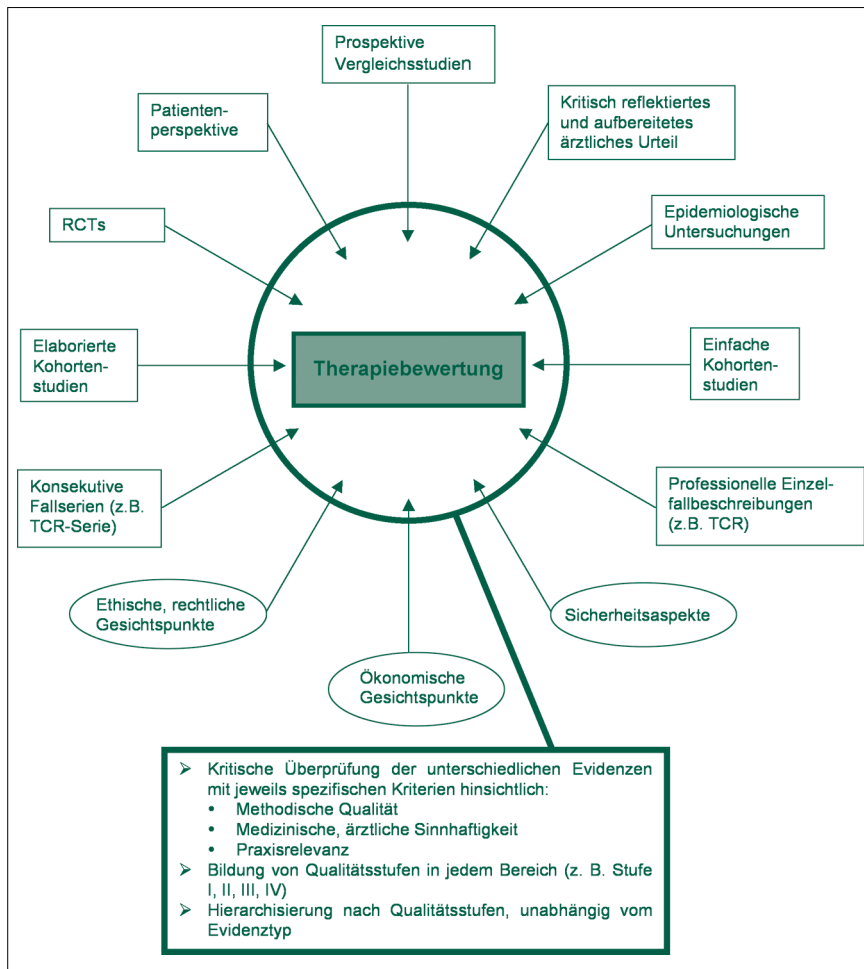 Prospektive
Vergleichsstudien
Patienten-
perspektive
Kritisch reflektiertes
und aufbereitetes
ärztliches Urteil
RCTs
Epidemiologische
Untersuchungen
Elaborierte
Kohorten-
studien
Therapiebewertung
Einfache
Kohorten-
studien
Konsekutive
Fallserien (z.B.
TCR-Serie)
Professionelle Einzel-
fallbeschreibungen
(z.B. TCR)
Ethische, rechtliche
Gesichtspunkte
Sicherheitsaspekte
Ökonomische
Gesichtspunkte
➢ Kritische Überprüfung der unterschiedlichen Evidenzen
mit jeweils spezifischen Kriterien hinsichtlich:
• Methodische Qualität
• Medizinische, ärztliche Sinnhaftigkeit
• Praxisrelevanz
➢ Bildung von Qualitätsstufen in jedem Bereich (z. B. Stufe
I, II, III, IV)
➢ Hierarchisierung nach Qualitätsstufen, unabhängig vom
Evidenztyp